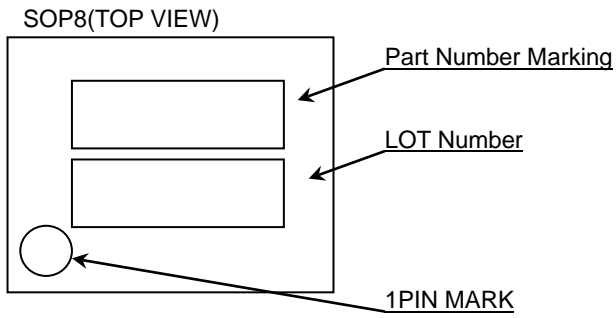 SOP8(TOP VIEW)
Part Number Marking
LOT Number
1PIN MARK